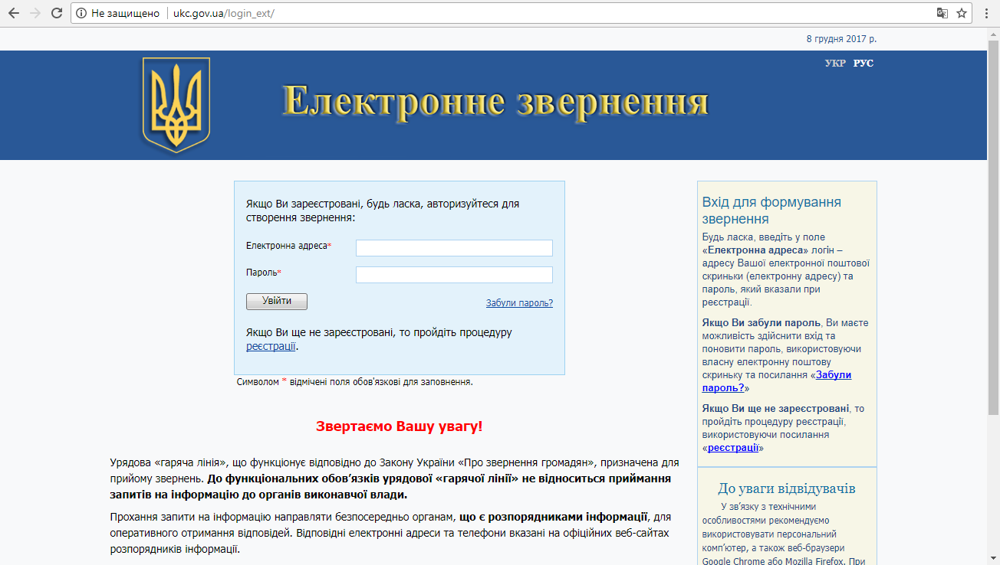 Не защищено
ukc.gov.ua/login_ext/
8 грудня 2017 р.
УКР РУС
Електронне звернення
Якщо Ви зареєстровані, будь ласка, авторизуйтеся для
створення звернення:
Електронна адреса*
Пароль*
Увійти
Забули пароль?
Якщо Ви ще не зареєстровані, то пройдіть процедуру
реєстрації.
Символом * відмічені поля обов'язкові для заповнення.
Звертаємо Вашу увагу!
Урядова «гаряча лінія», що функціонує відповідно до Закону України «Про звернення громадян», призначена для
прийому звернень. До функціональних обов’язків урядової «гарячої лінії» не відноситься приймання
запитів на інформацію до органів виконавчої влади.
Прохання запити на інформацію направляти безпосередньо органам, що є розпорядниками інформації, для
оперативного отримання відповідей. Відповідні електронні адреси та телефони вказані на офіційних веб-сайтах
розпорядників інформації.
Вхід для формування
звернення
Будь ласка, введіть у поле
«Електронна адреса» логін –
адресу Вашої електронної поштової
скриньки (електронну адресу) та
пароль, який вказали при
реєстрації.
Якщо Ви забули пароль, Ви маєте
можливість здійснити вхід та
поновити пароль, використовуючи
власну електронну поштову
скриньку та посилання «Забули
пароль?»
Якщо Ви ще не зареєстровані, то
пройдіть процедуру реєстрації,
використовуючи посилання
«реєстрації»
До уваги відвідувачів
У зв’язку з технічними
особливостями рекомендуємо
використовувати персональний
комп’ютер, а також веб-браузери
Google Chrome або Mozilla Firefox. При